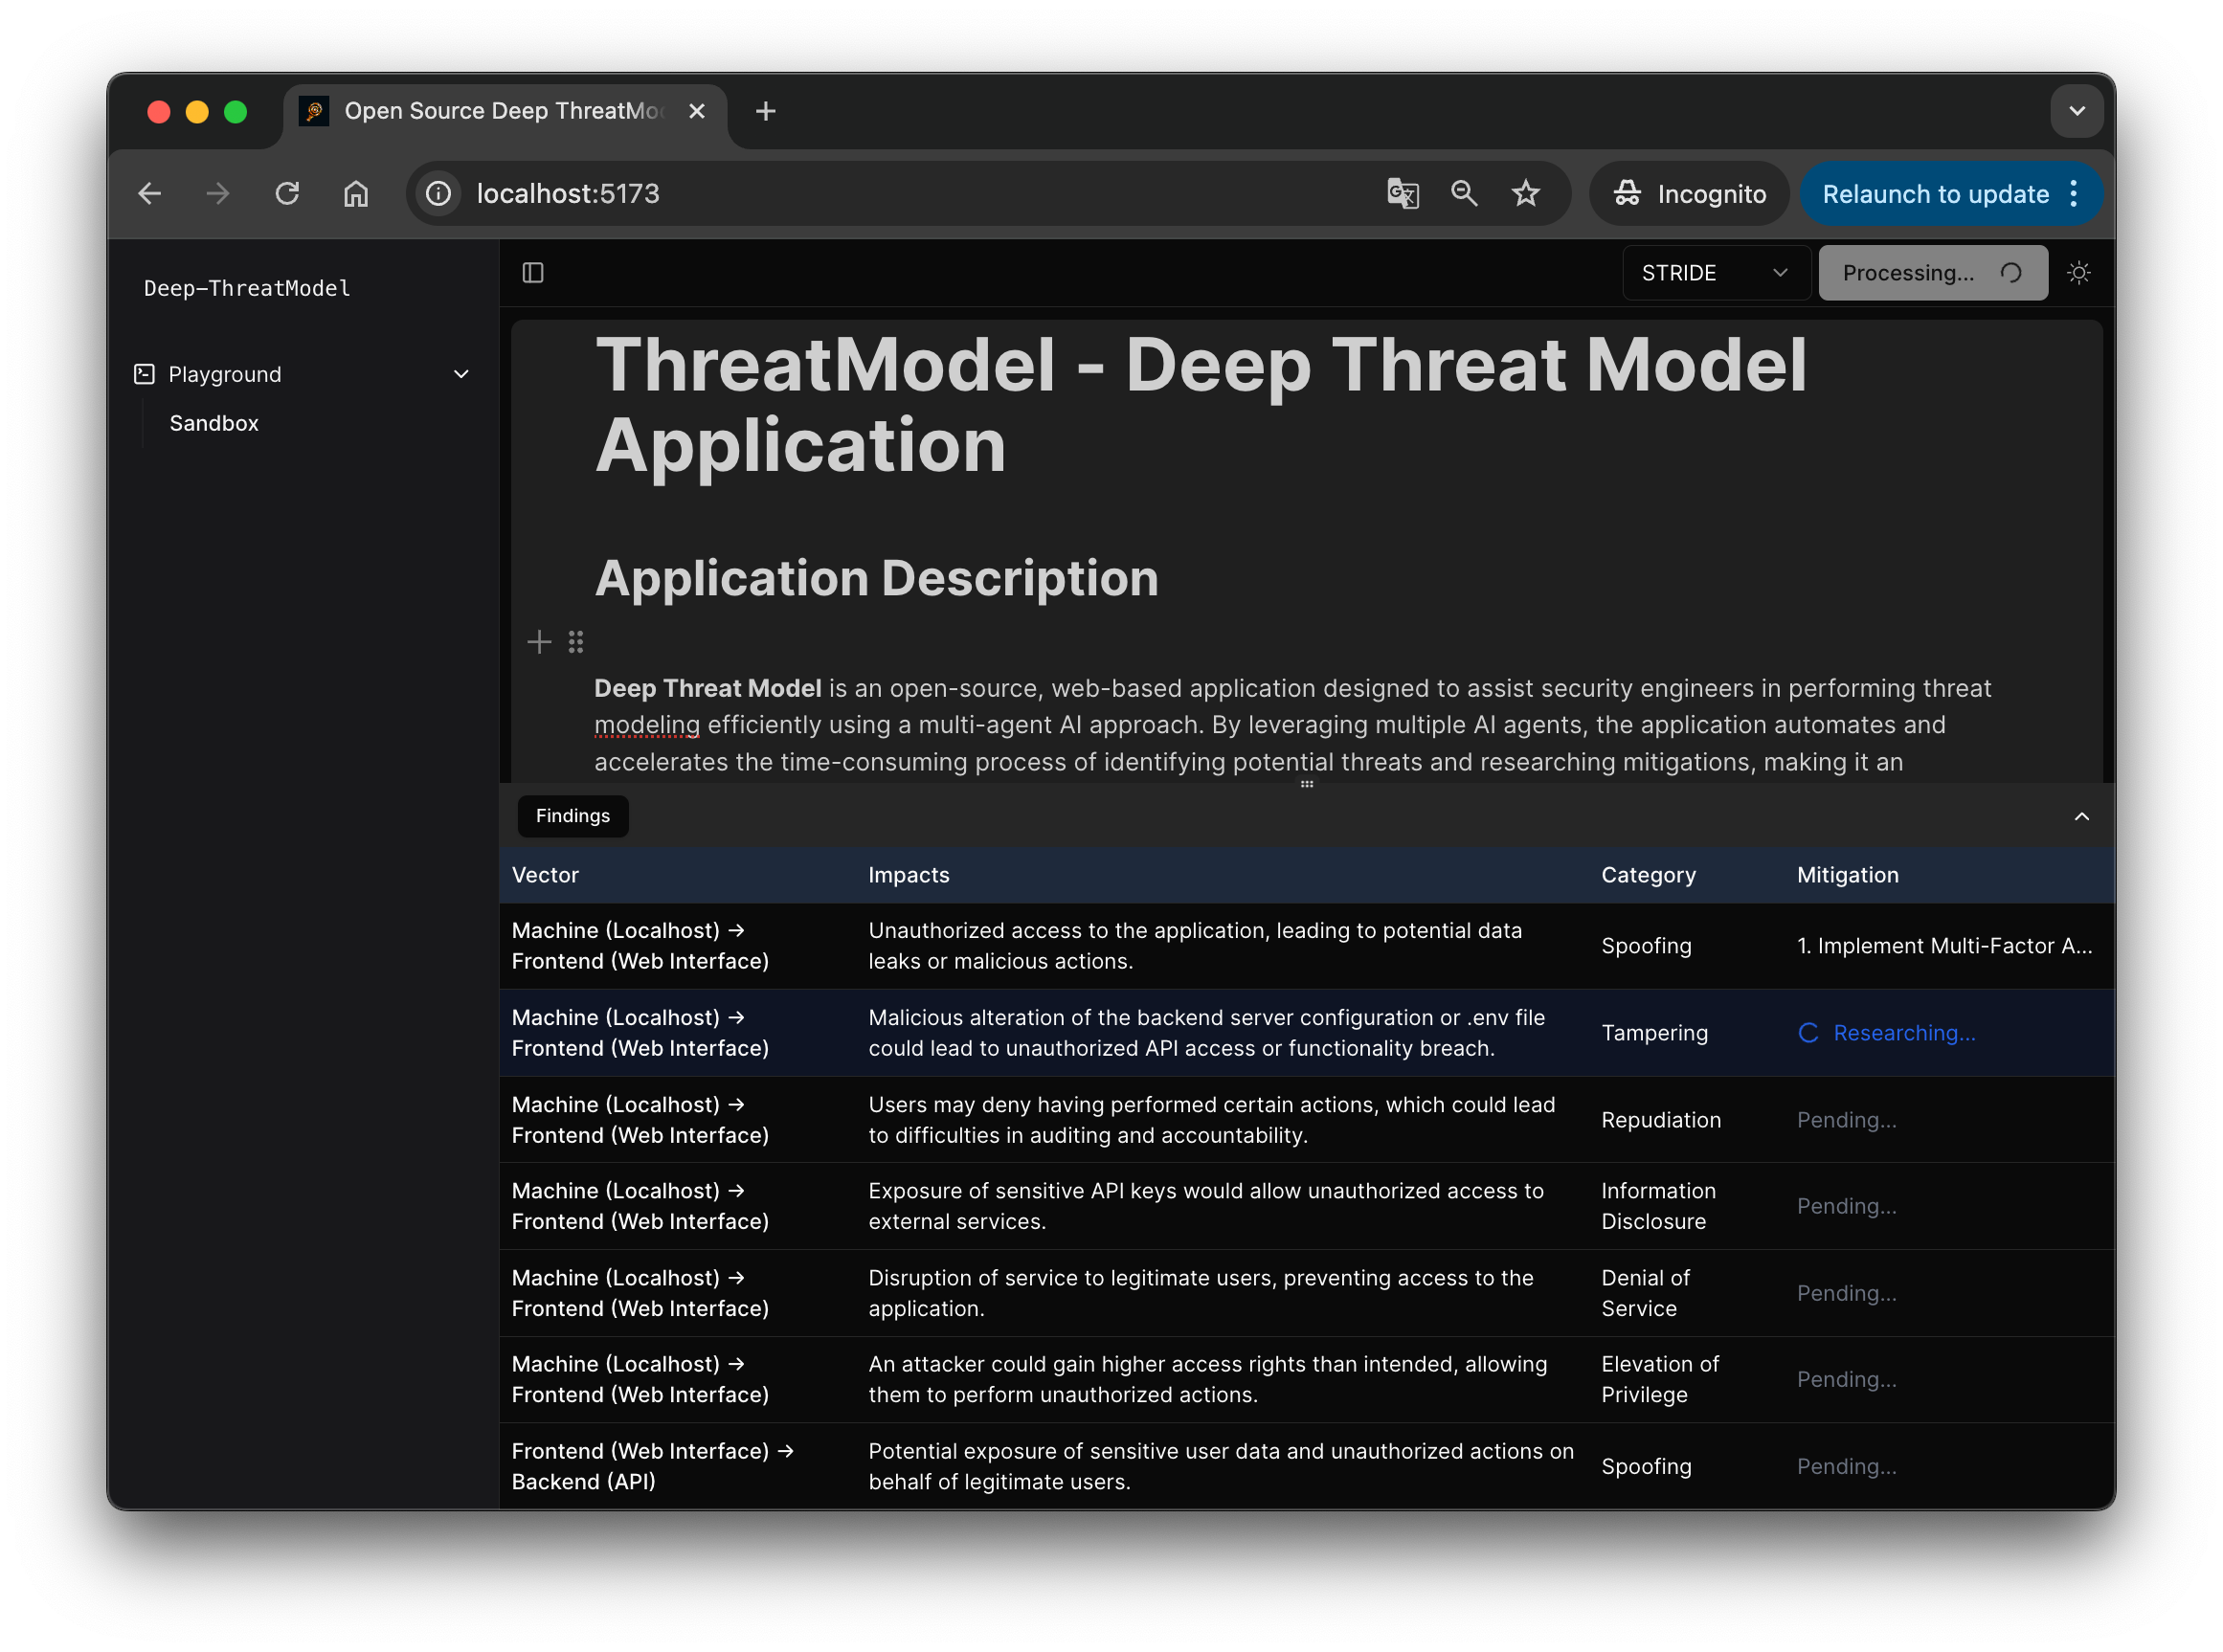 Open Source Deep ThreatMo
localhost:5173
Incognito
Relaunch to update
Deep-ThreatModel
Playground
Sandbox
STRIDE
Processing...
ThreatModel - Deep Threat Model
Application
Application Description
Deep Threat Model is an open-source, web-based application designed to assist security engineers in performing threat
modeling efficiently using a multi-agent AI approach. By leveraging multiple AI agents, the application automates and
accelerates the time-consuming process of identifying potential threats and researching mitigations, making it an
Findings
Vector Impacts Category Mitigation
Machine (Localhost) →
Frontend (Web Interface)
Unauthorized access to the application, leading to potential data
leaks or malicious actions.
Spoofing
1. Implement Multi-Factor A...
Machine (Localhost) →
Frontend (Web Interface)
Malicious alteration of the backend server configuration or .env file
could lead to unauthorized API access or functionality breach.
Tampering
Researching...
Machine (Localhost) →
Frontend (Web Interface)
Users may deny having performed certain actions, which could lead
to difficulties in auditing and accountability.
Repudiation
Pending...
Machine (Localhost) →
Frontend (Web Interface)
Exposure of sensitive API keys would allow unauthorized access to
external services.
Information
Disclosure
Pending...
Machine (Localhost) →
Frontend (Web Interface)
Disruption of service to legitimate users, preventing access to the
application.
Denial of
Service
Pending...
Machine (Localhost) →
Frontend (Web Interface)
An attacker could gain higher access rights than intended, allowing
them to perform unauthorized actions.
Elevation of
Privilege
Pending...
Frontend (Web Interface) →
Backend (API)
Potential exposure of sensitive user data and unauthorized actions on
behalf of legitimate users.
Spoofing
Pending...